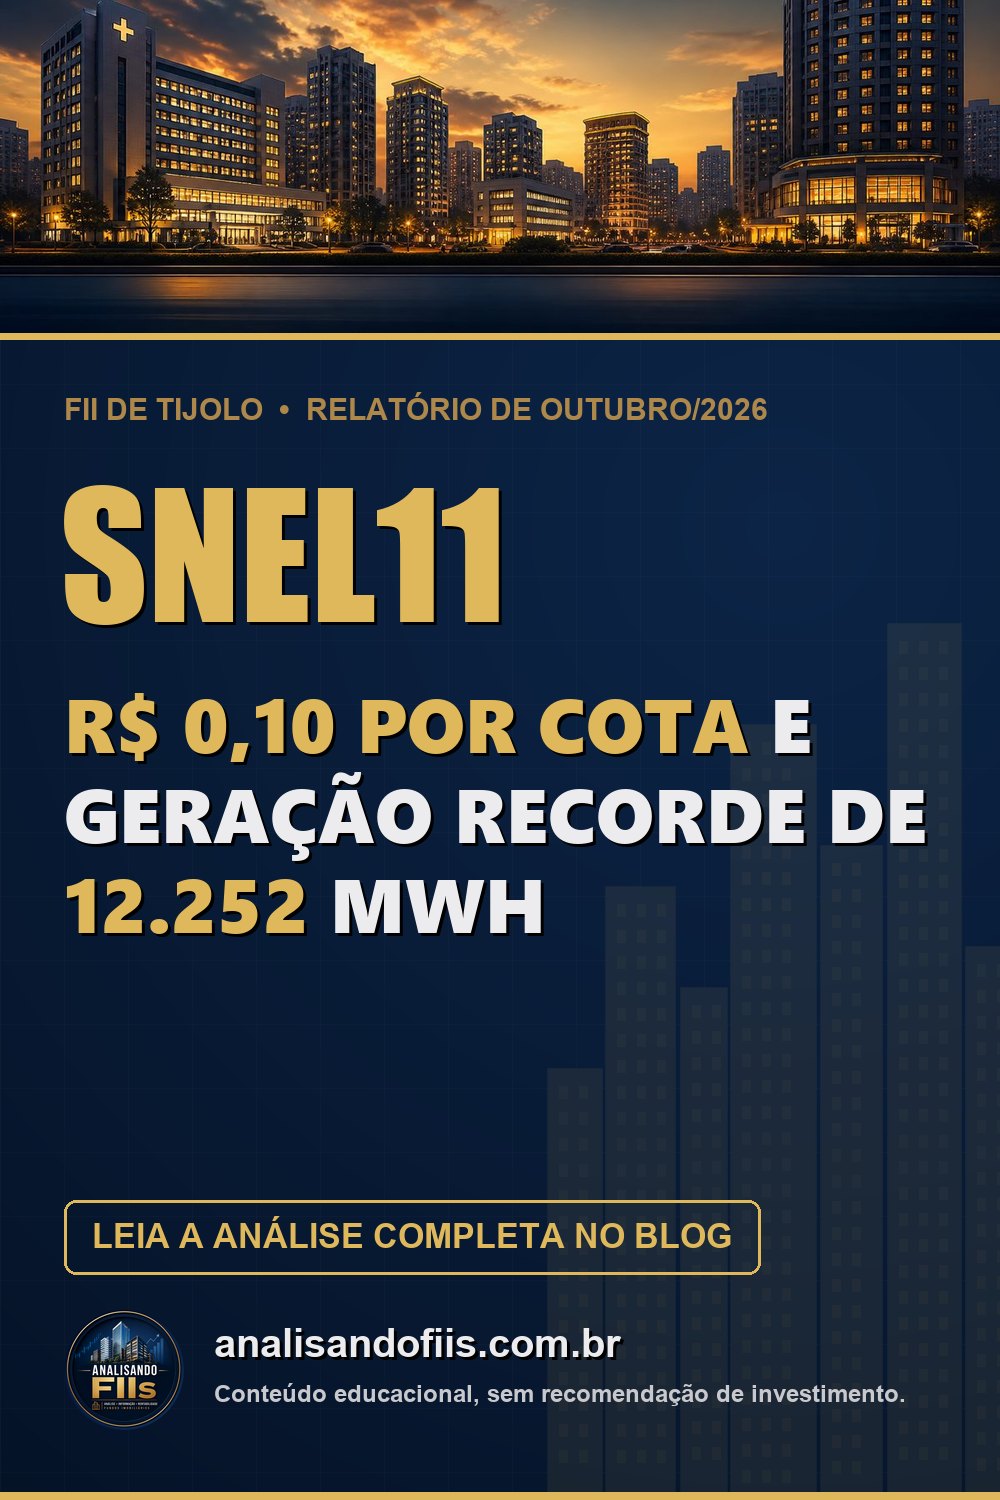 FII DE TIJOLO • RELATÓRIO DE OUTUBRO/2026
SNEL11
R$ 0,10 POR COTA E
GERAÇÃO RECORDE DE
12.252 MWH
LEIA A ANÁLISE COMPLETA NO BLOG
ANALISANDO
FIIs
analisandofiis.com.br
Conteúdo educacional, sem recomendação de investimento.